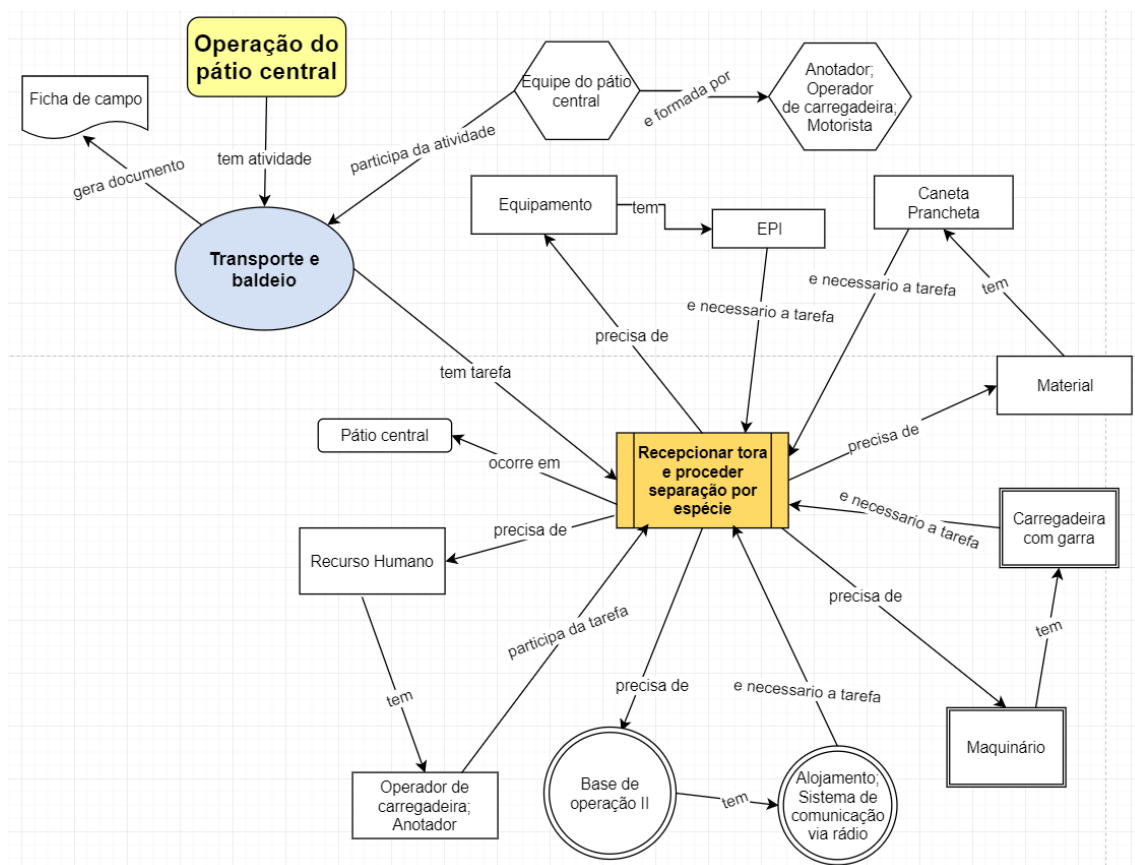 Operação do
pátio central
Ficha de campo
Equipe do pátio
central
e formada por
Anotador;
Operador
de carregadeira;
Motorista
tem atividade
participa da atividade
gera documento
Equipamento
tem
EPI
Caneta
Prancheta
Transporte e
baldeio
e necessario a tarefa
e necessario a tarefa
tem
precisa de
tem tarefa
Material
Pátio central
ocorre em
Recepcionar tora
e proceder
separação por
espécie
precisa de
e necessario a tarefa
Carregadeira
com garra
precisa de
Recurso Humano
precisa de
participa da tarefa
tem
tem
precisa de
e necessario a tarefa
Maquinário
Operador de
carregadeira;
Anotador
Base de
operação II
tem
Alojamento;
Sistema de
comunicação
via rádio